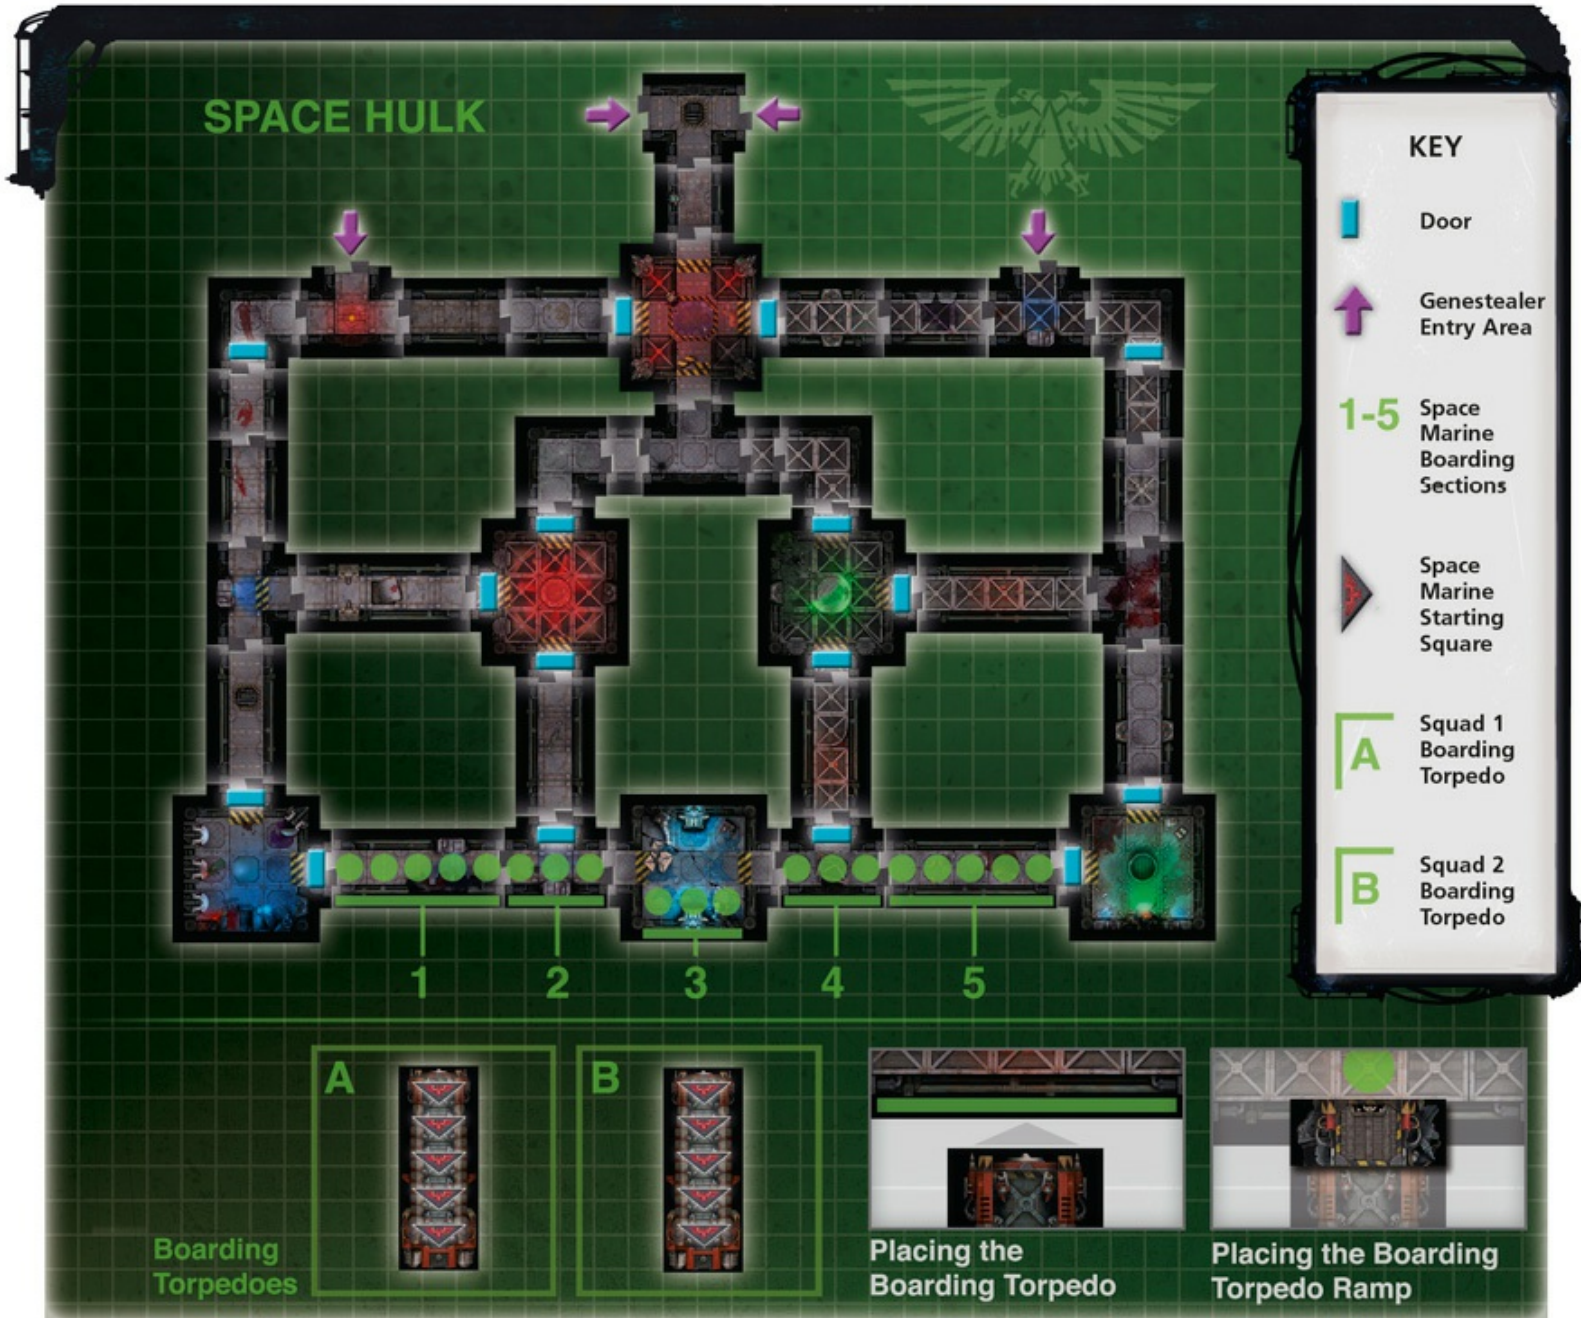 SPACE HULK
KEY
Door
Genestealer
Entry Area
1-5
Space
Marine
Boarding
Sections
Space
Marine
Starting
Square
A
Squad 1
Boarding
Torpedo
B
Squad 2
Boarding
Torpedo
1
2
3
4
5
A
B
Boarding
Torpedoes
Placing the
Boarding Torpedo
Placing the Boarding
Torpedo Ramp